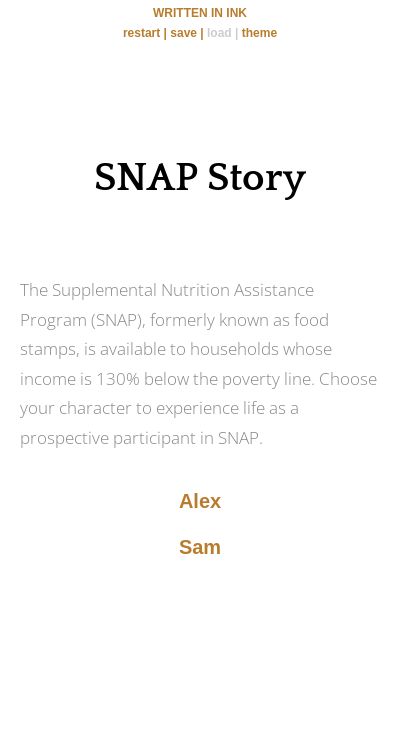 WRITTEN IN INK
restart | save | load | theme
SNAP Story
The Supplemental Nutrition Assistance
Program (SNAP), formerly known as food
stamps, is available to households whose
income is 130% below the poverty line. Choose
your character to experience life as a
prospective participant in SNAP.
Alex
Sam